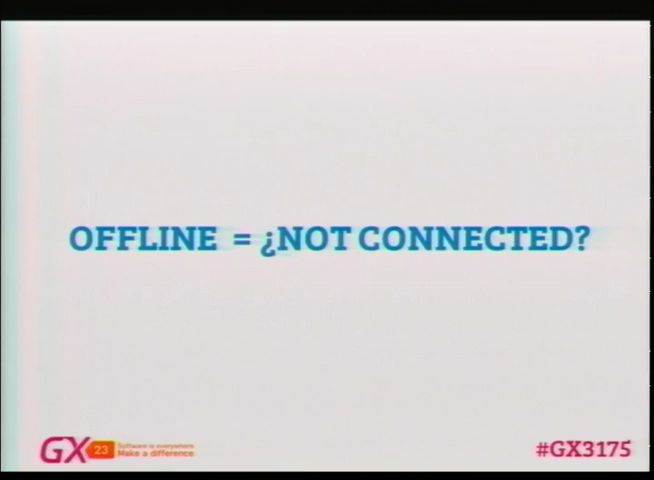 OFFLINE = ¿NOT CONNECTED?
GX 23 Software is everywhere
Make a difference
#GX3175